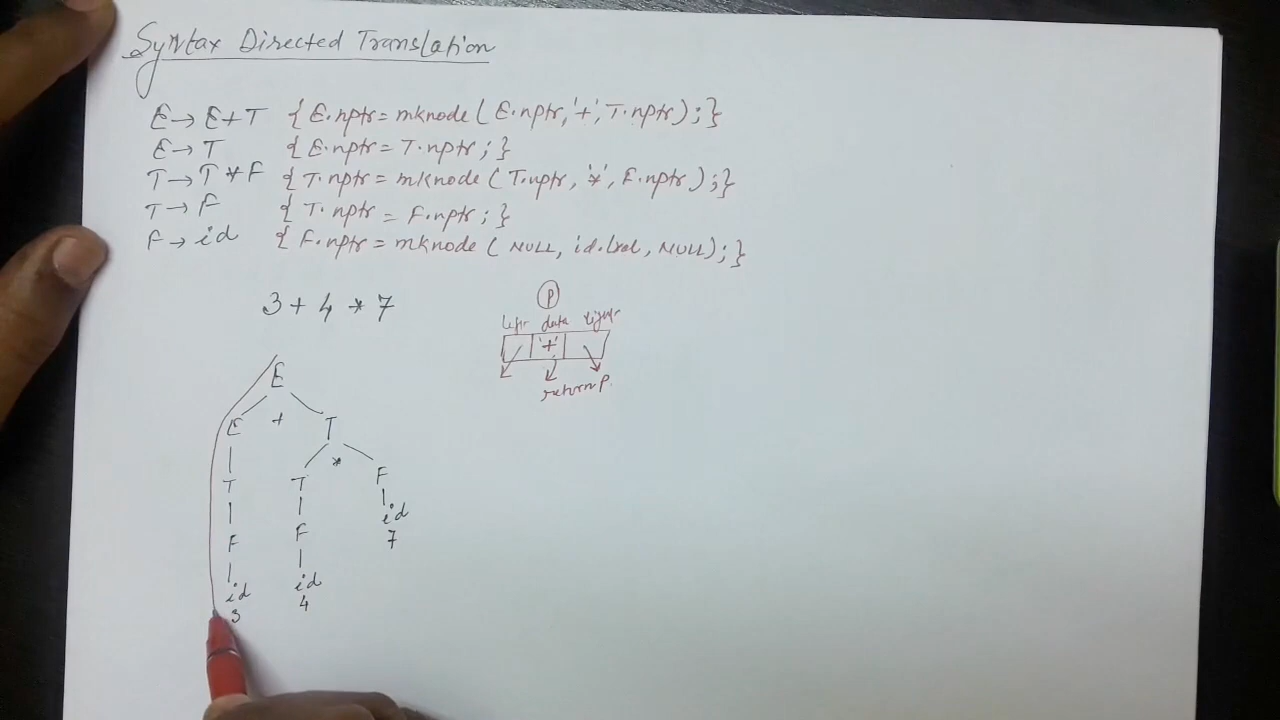 Syntax Directed Translation
E → E + T { E.nptr = mknode ( E.nptr, '+', T.nptr ) ; }
E → T { E.nptr = T.nptr ; }
T → T * F { T.nptr = mknode ( T.nptr, '*', F.nptr ) ; }
T → F { T.nptr = F.nptr ; }
F → id { F.nptr = mknode ( NULL, id.lval, NULL ) ; }
3 + 4 * 7
P
data
'+'
return P
E
E + T
T T * F
F F id
7
id id
3 4